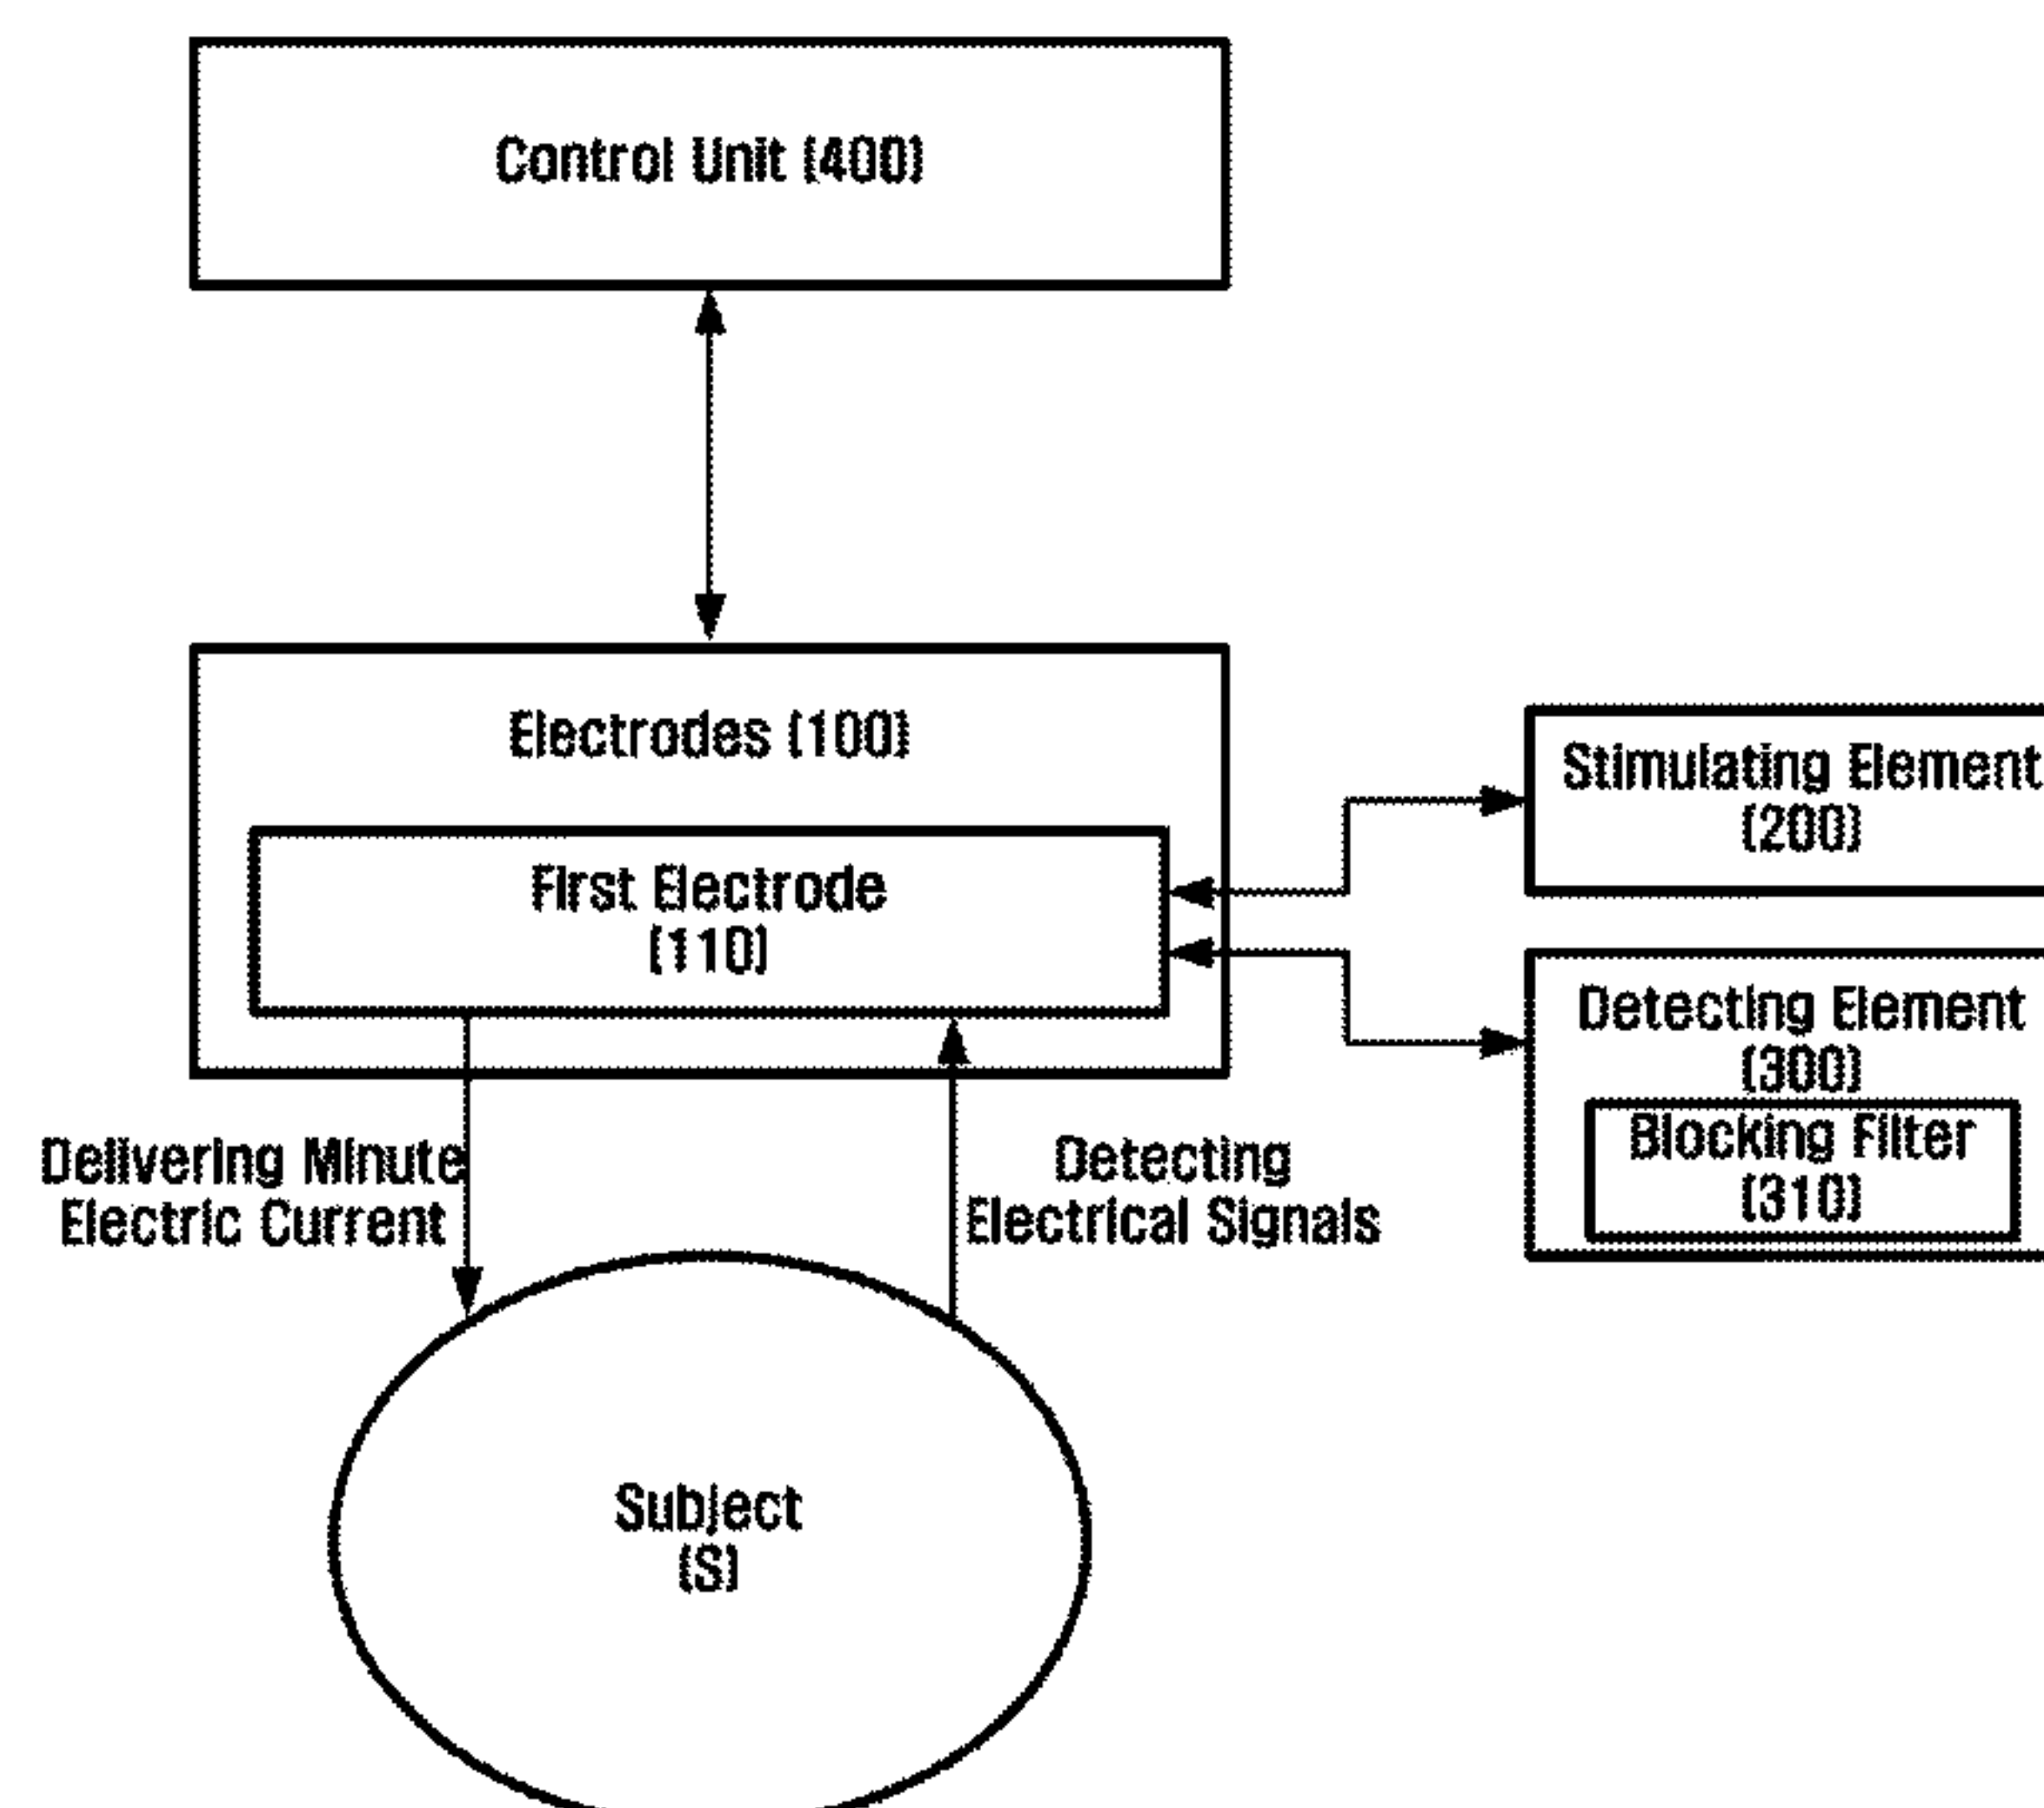 Control Unit (400)
Electrodes (100)
First Electrode
(110)
Stimulating Element
(200)
Detecting Element
(300)
Blocking Filter
(310)
Delivering Minute
Electric Current
Detecting
Electrical Signals
Subject
(S)